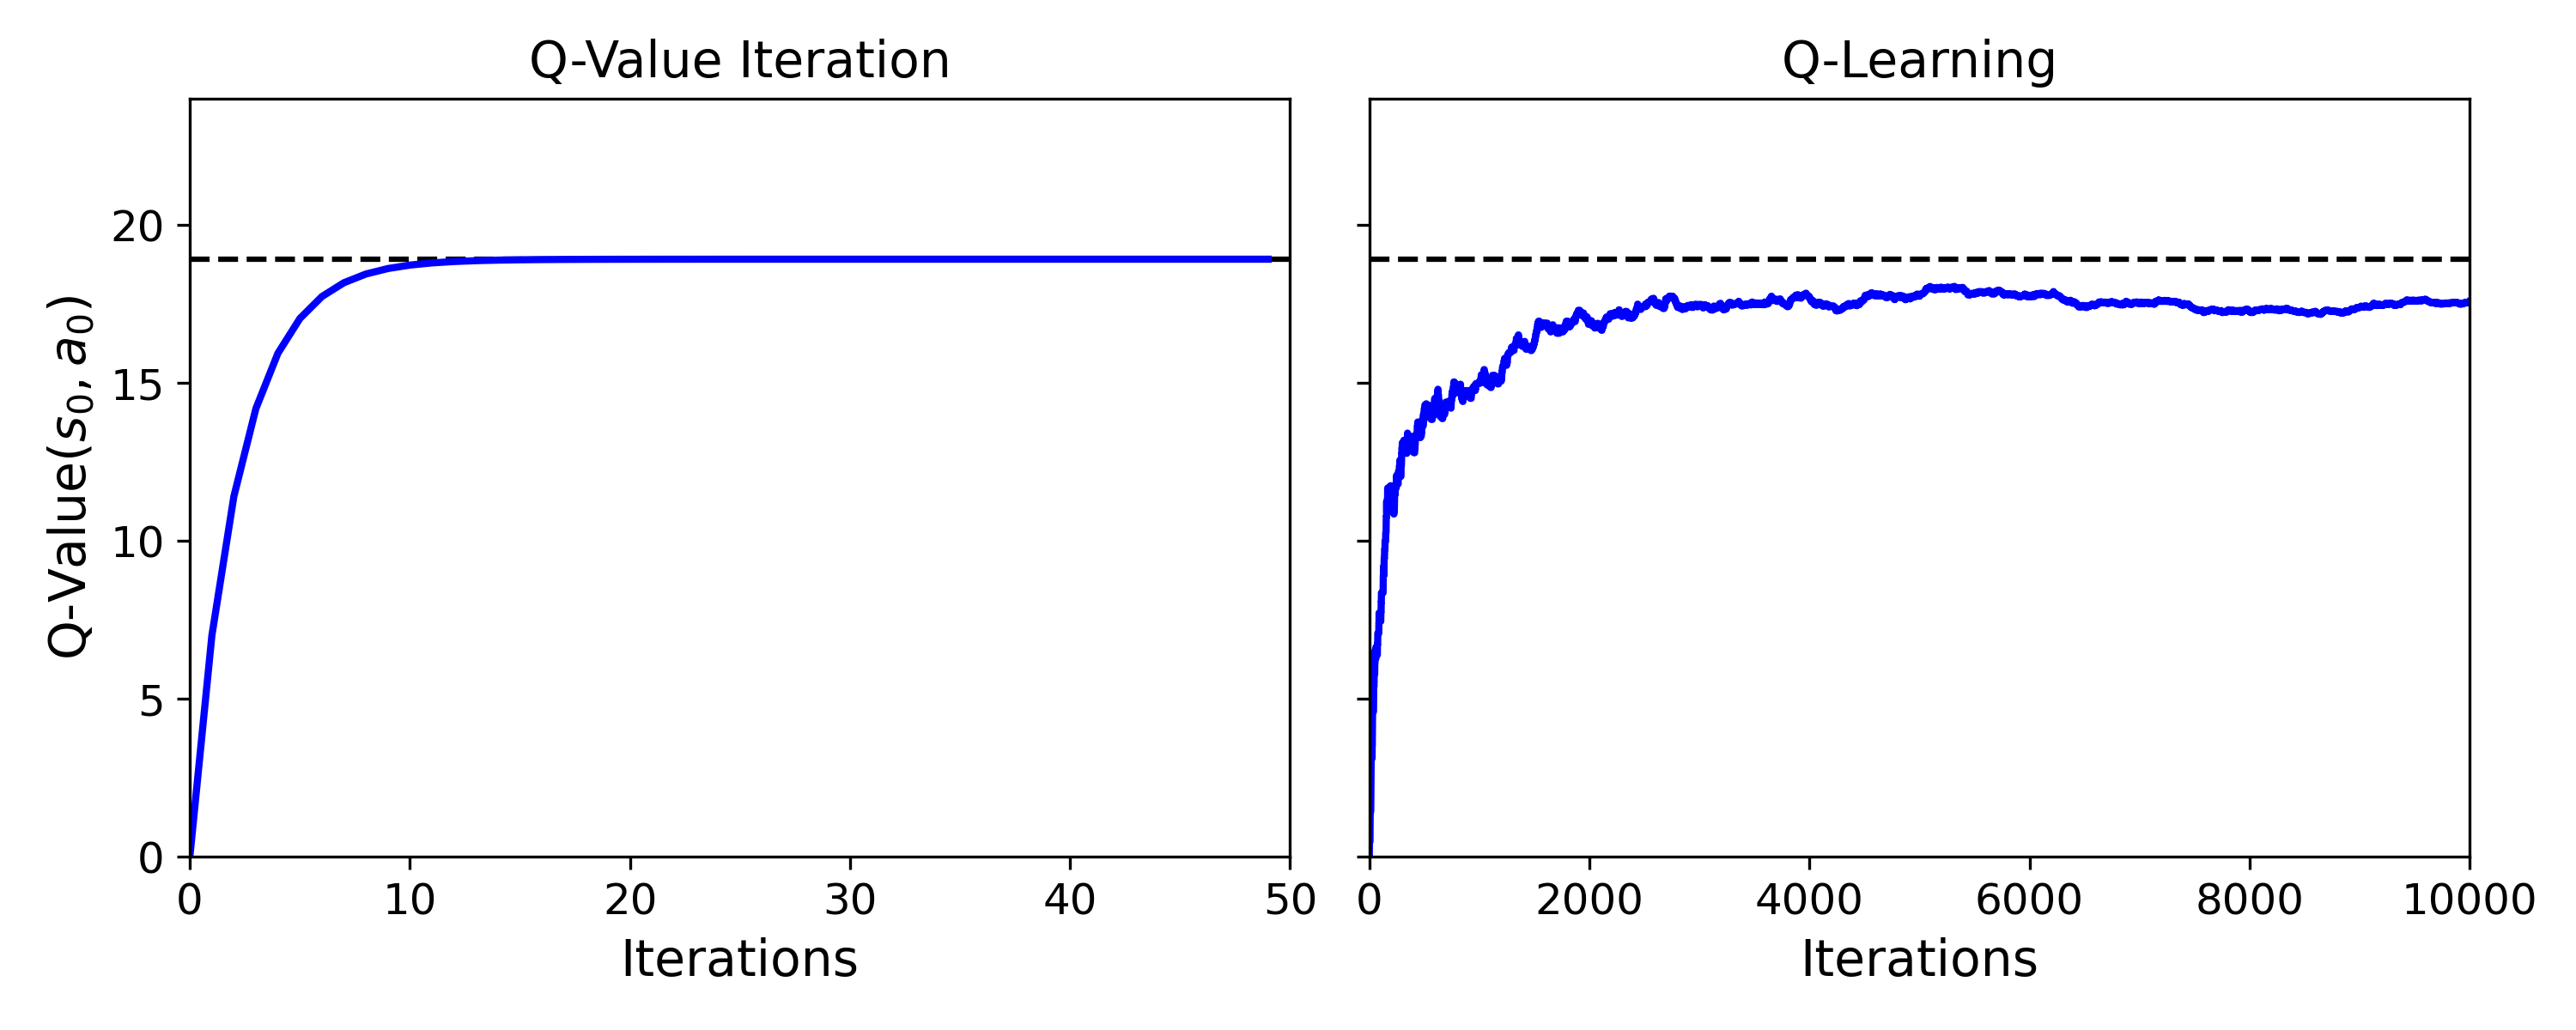 Q-Value Iteration
Q-Learning
Q-Value(s₀, a₀)
20
15
10
5
0
0 10 20 30 40 50
0 2000 4000 6000 8000 10000
Iterations
Iterations